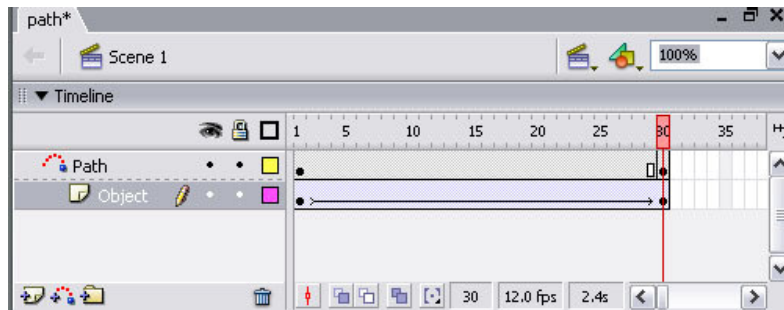 path*
Scene 1
100%
Timeline
1 5 10 15 20 25 30 35
Path
Object
30 12.0 fps 2.4s